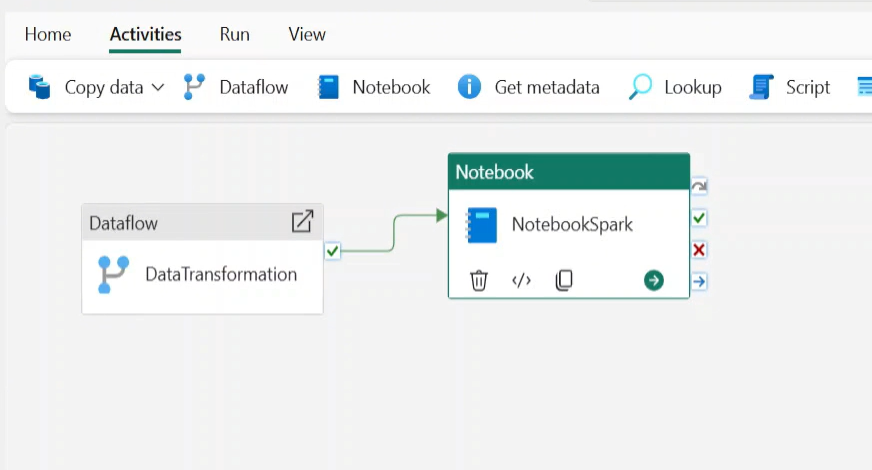 Home Activities Run View
Copy data Dataflow Notebook Get metadata Lookup Script
Notebook
Dataflow
NotebookSpark
DataTransformation